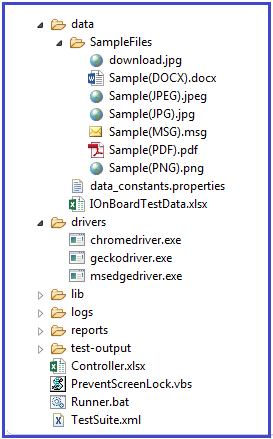 data
SampleFiles
download.jpg
Sample(DOCX).docx
Sample(JPEG).jpeg
Sample(JPG).jpg
Sample(MSG).msg
Sample(PDF).pdf
Sample(PNG).png
data_constants.properties
IOnBoardTestData.xlsx
drivers
chromedriver.exe
geckodriver.exe
msedgedriver.exe
lib
logs
reports
test-output
Controller.xlsx
PreventScreenLock.vbs
Runner.bat
TestSuite.xml